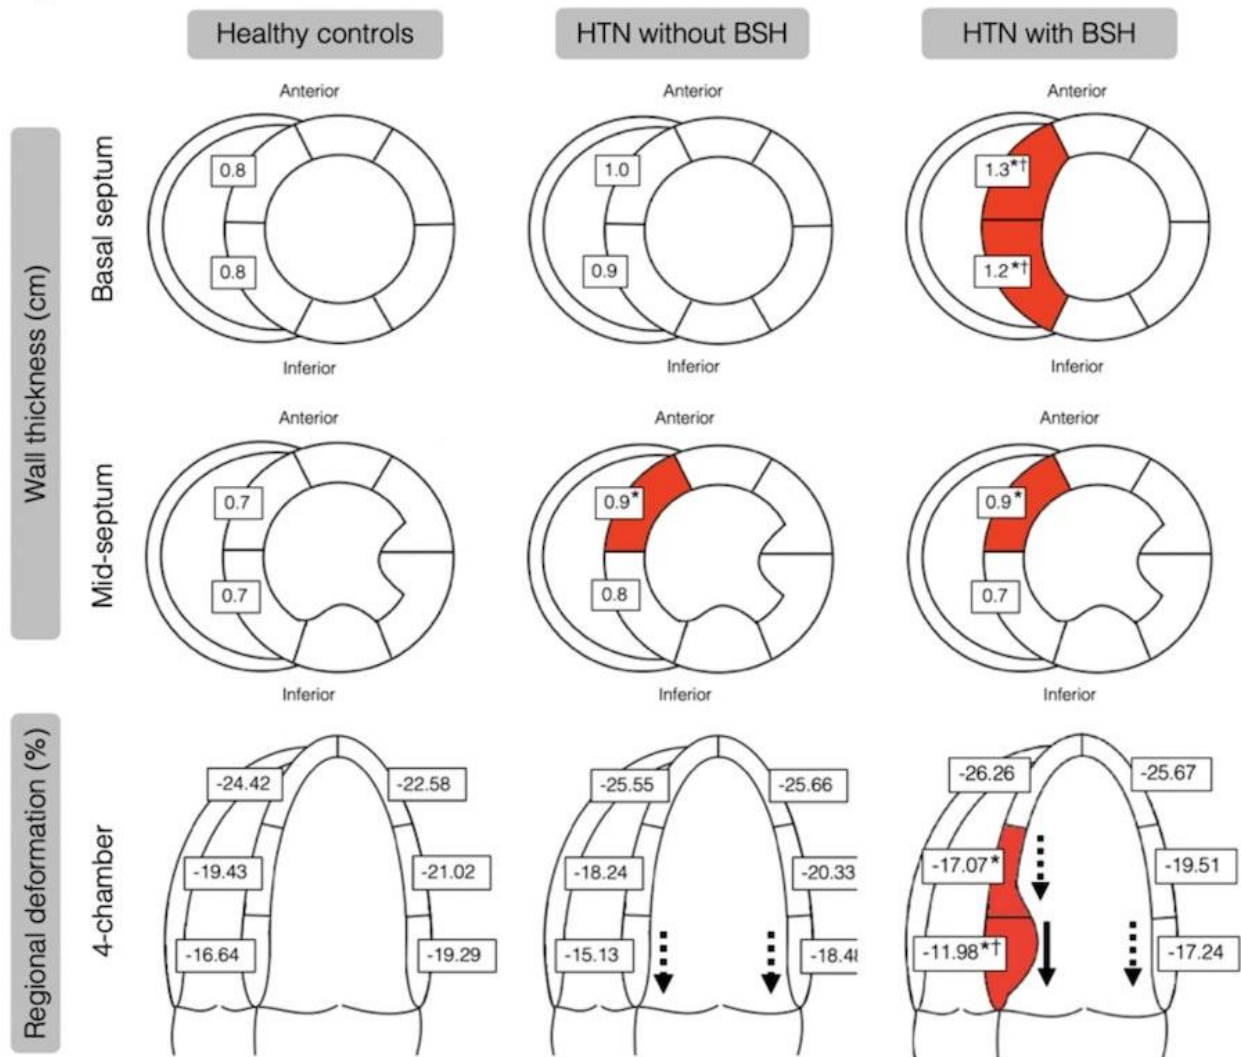 Healthy controls
HTN without BSH
HTN with BSH
Wall thickness (cm)
Basal septum
Anterior
0.8
0.8
Inferior
Anterior
1.0
0.9
Inferior
Anterior
1.3*†
1.2*†
Inferior
Mid-septum
Anterior
0.7
0.7
Inferior
Anterior
0.9*
0.8
Inferior
Anterior
0.9*
0.7
Inferior
Regional deformation (%)
4-chamber
-24.42
-22.58
-19.43
-21.02
-16.64
-19.29
-25.55
-25.66
-18.24
-20.33
-15.13
-18.48
-26.26
-25.67
-17.07*
-19.51
-11.98*†
-17.24